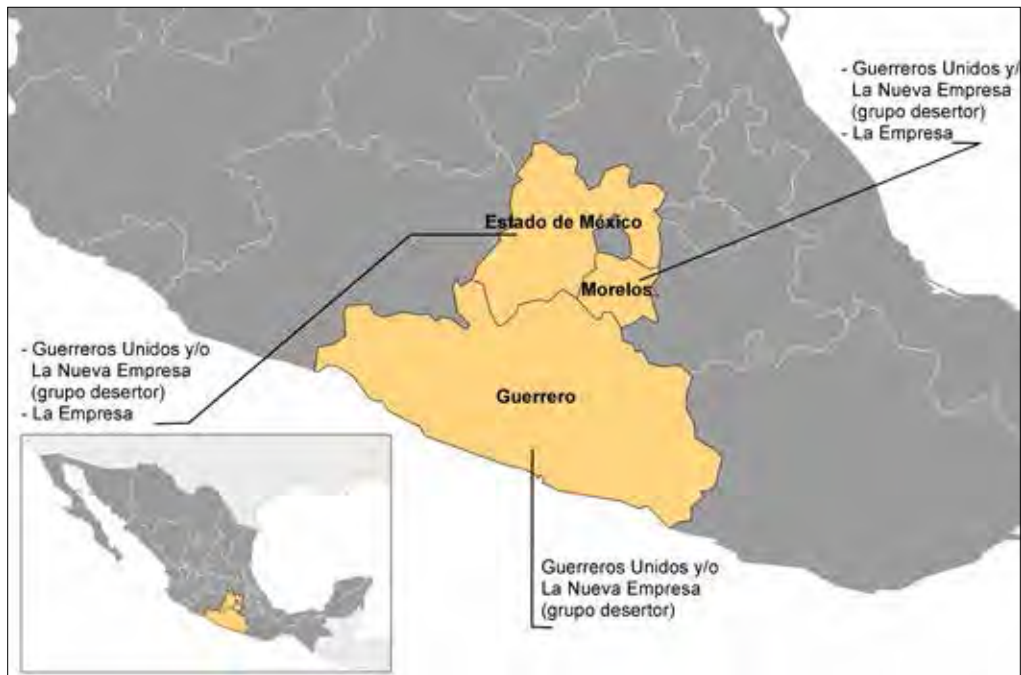 - Guerreros Unidos y/o
La Nueva Empresa
(grupo desertor)
- La Empresa
Estado de México
Morelos
- Guerreros Unidos y/o
La Nueva Empresa
(grupo desertor)
- La Empresa
Guerrero
Guerreros Unidos y/o
La Nueva Empresa
(grupo desertor)